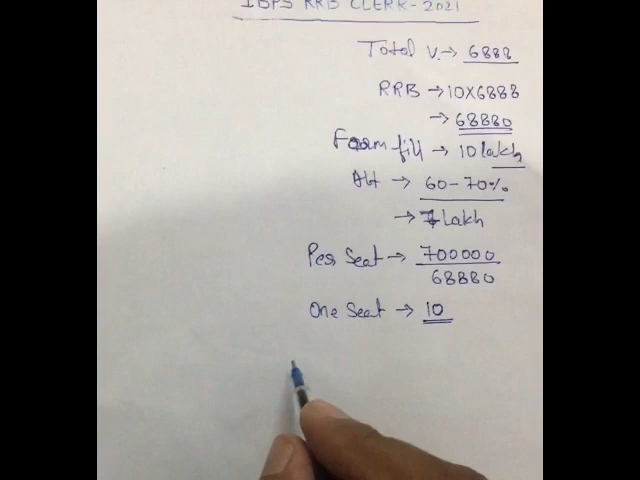 IBPS RRB CLERK-2021
Total V. → 6888
RRB → 10X6888
→ 68880
Form fill → 10 lakh
Att → 60-70%
→ 7 Lakh
Per Seat → 700000
68880
One Seat → 10